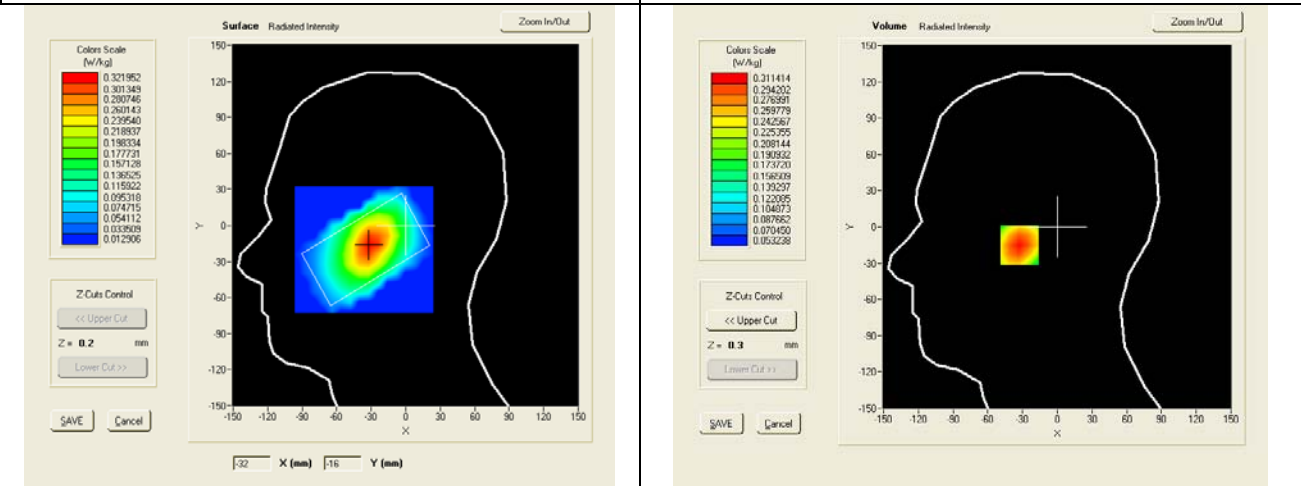 Surface Radiated Intensity
Zoom In/Out
Colors Scale
(W/kg)
0.321952
0.301349
0.280746
0.260143
0.239540
0.218937
0.198334
0.177731
0.157128
0.136525
0.115922
0.095318
0.074715
0.054112
0.033509
0.012906
150
120
90
60
30
0
-30
-60
-90
-120
-150
Y
-150 -120 -90 -60 -30 0 30 60 90 120 150
X
Z-Cuts Control
<< Upper Cut
Z = 0.2 mm
Lower Cut >>
SAVE Cancel
-32 X (mm) -16 Y (mm)
Volume Radiated Intensity
Zoom In/Out
Colors Scale
(W/kg)
0.311414
0.294202
0.276991
0.259779
0.242567
0.225355
0.208144
0.190932
0.173720
0.156509
0.139297
0.122085
0.104873
0.087662
0.070450
0.053238
150
120
90
60
30
0
-30
-60
-90
-120
-150
Y
-150 -120 -90 -60 -30 0 30 60 90 120 150
X
Z-Cuts Control
<< Upper Cut
Z = 0.3 mm
Lower Cut >>
SAVE Cancel